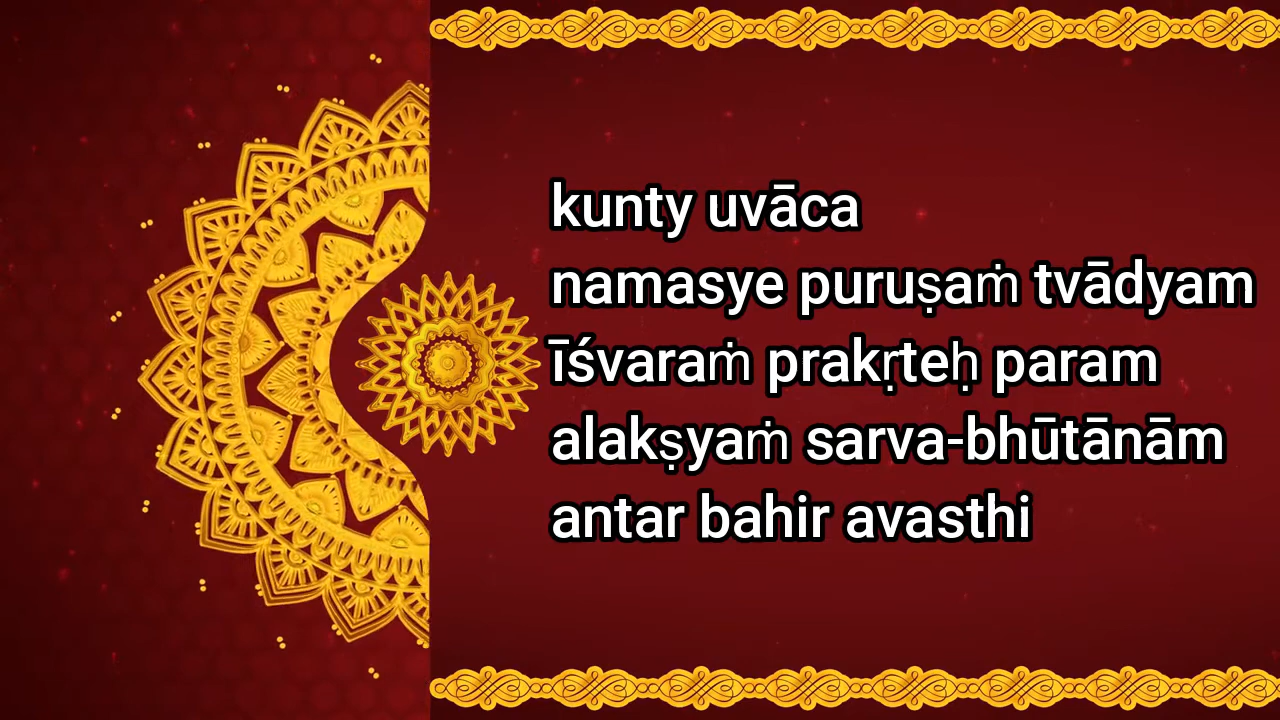 kunty uvāca
namasye puruṣaṁ tvādyam
īśvaraṁ prakṛteḥ param
alakṣyaṁ sarva-bhūtānām
antar bahir avasthi